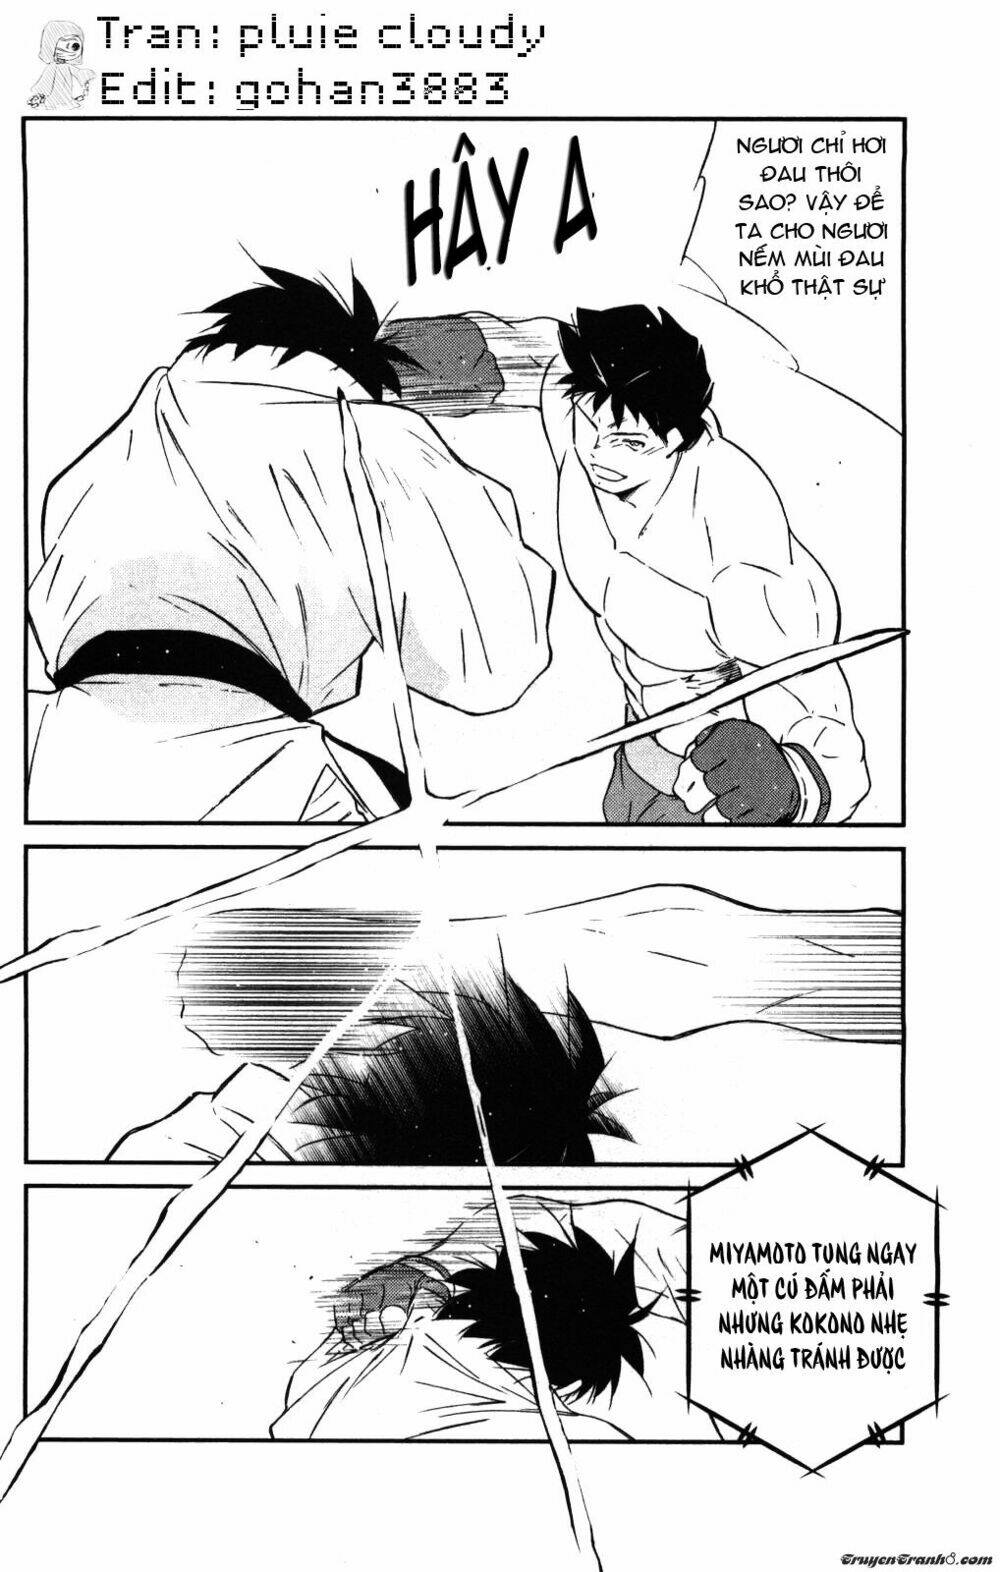 Tran: pluie cloudy
Edit: gohan3883
HÂY A
NGƯƠI CHỈ HƠI
ĐAU THÔI
SAO? VẬY ĐỂ
TA CHO NGƯƠI
NẾM MÙI ĐAU
KHỔ THẬT SỰ
MIYAMOTO TUNG NGAY
MỘT CÚ ĐẤM PHẢI
NHƯNG KOKONO NHẸ
NHÀNG TRÁNH ĐƯỢC
TruyenTranh8.com